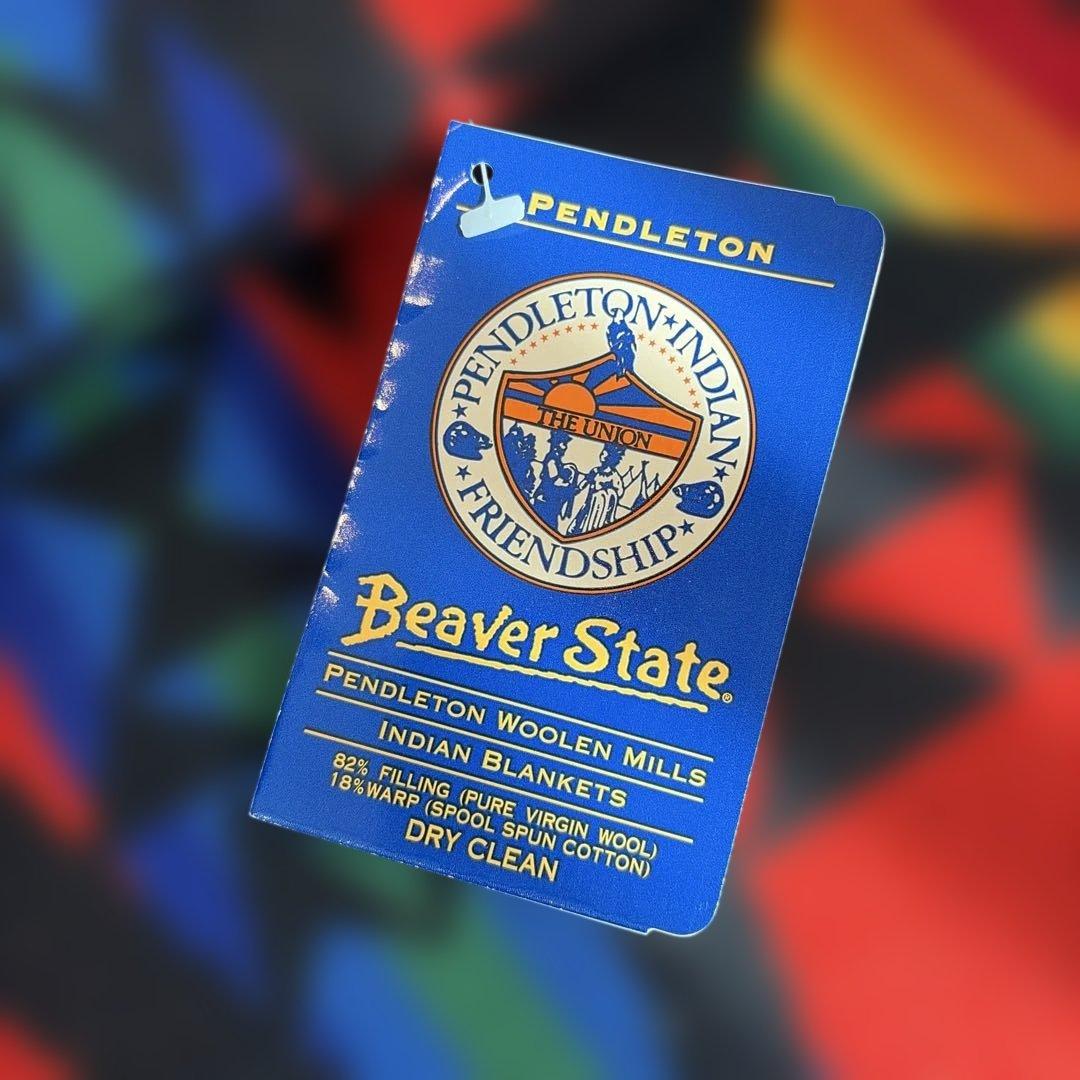 PENDLETON
PENDLETON★INDIAN
★FRIENDSHIP★
THE UNION
Beaver State®
PENDLETON WOOLEN MILLS
INDIAN BLANKETS
82% FILLING (PURE VIRGIN WOOL)
18% WARP (SPOOL SPUN COTTON)
DRY CLEAN